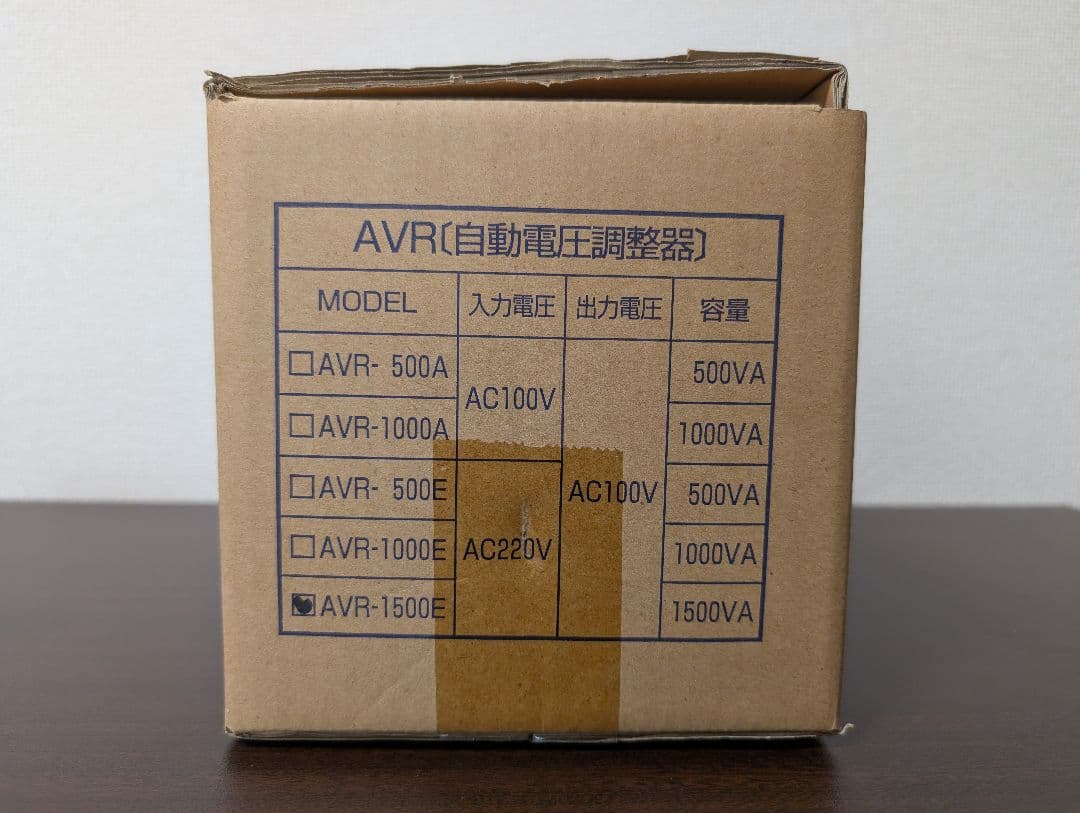 AVR〔自動電圧調整器〕
MODEL 入力電圧 出力電圧 容量
AVR- 500A AC100V AC100V 500VA
AVR-1000A 1000VA
AVR- 500E AC220V 500VA
AVR-1000E 1000VA
AVR-1500E 1500VA